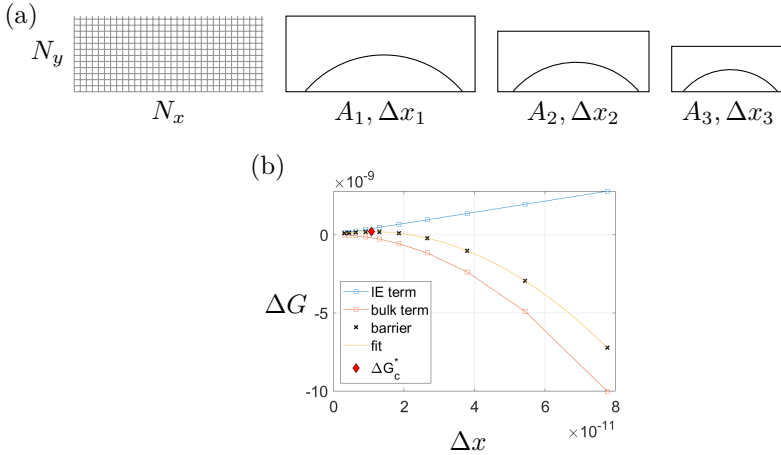 (a)
N_y
N_x
A_1, Δx_1
A_2, Δx_2
A_3, Δx_3
(b)
×10^-9
0
-5
-10
ΔG
IE term
bulk term
barrier
fit
ΔG_c^*
0 2 4 6 8
×10^-11
Δx